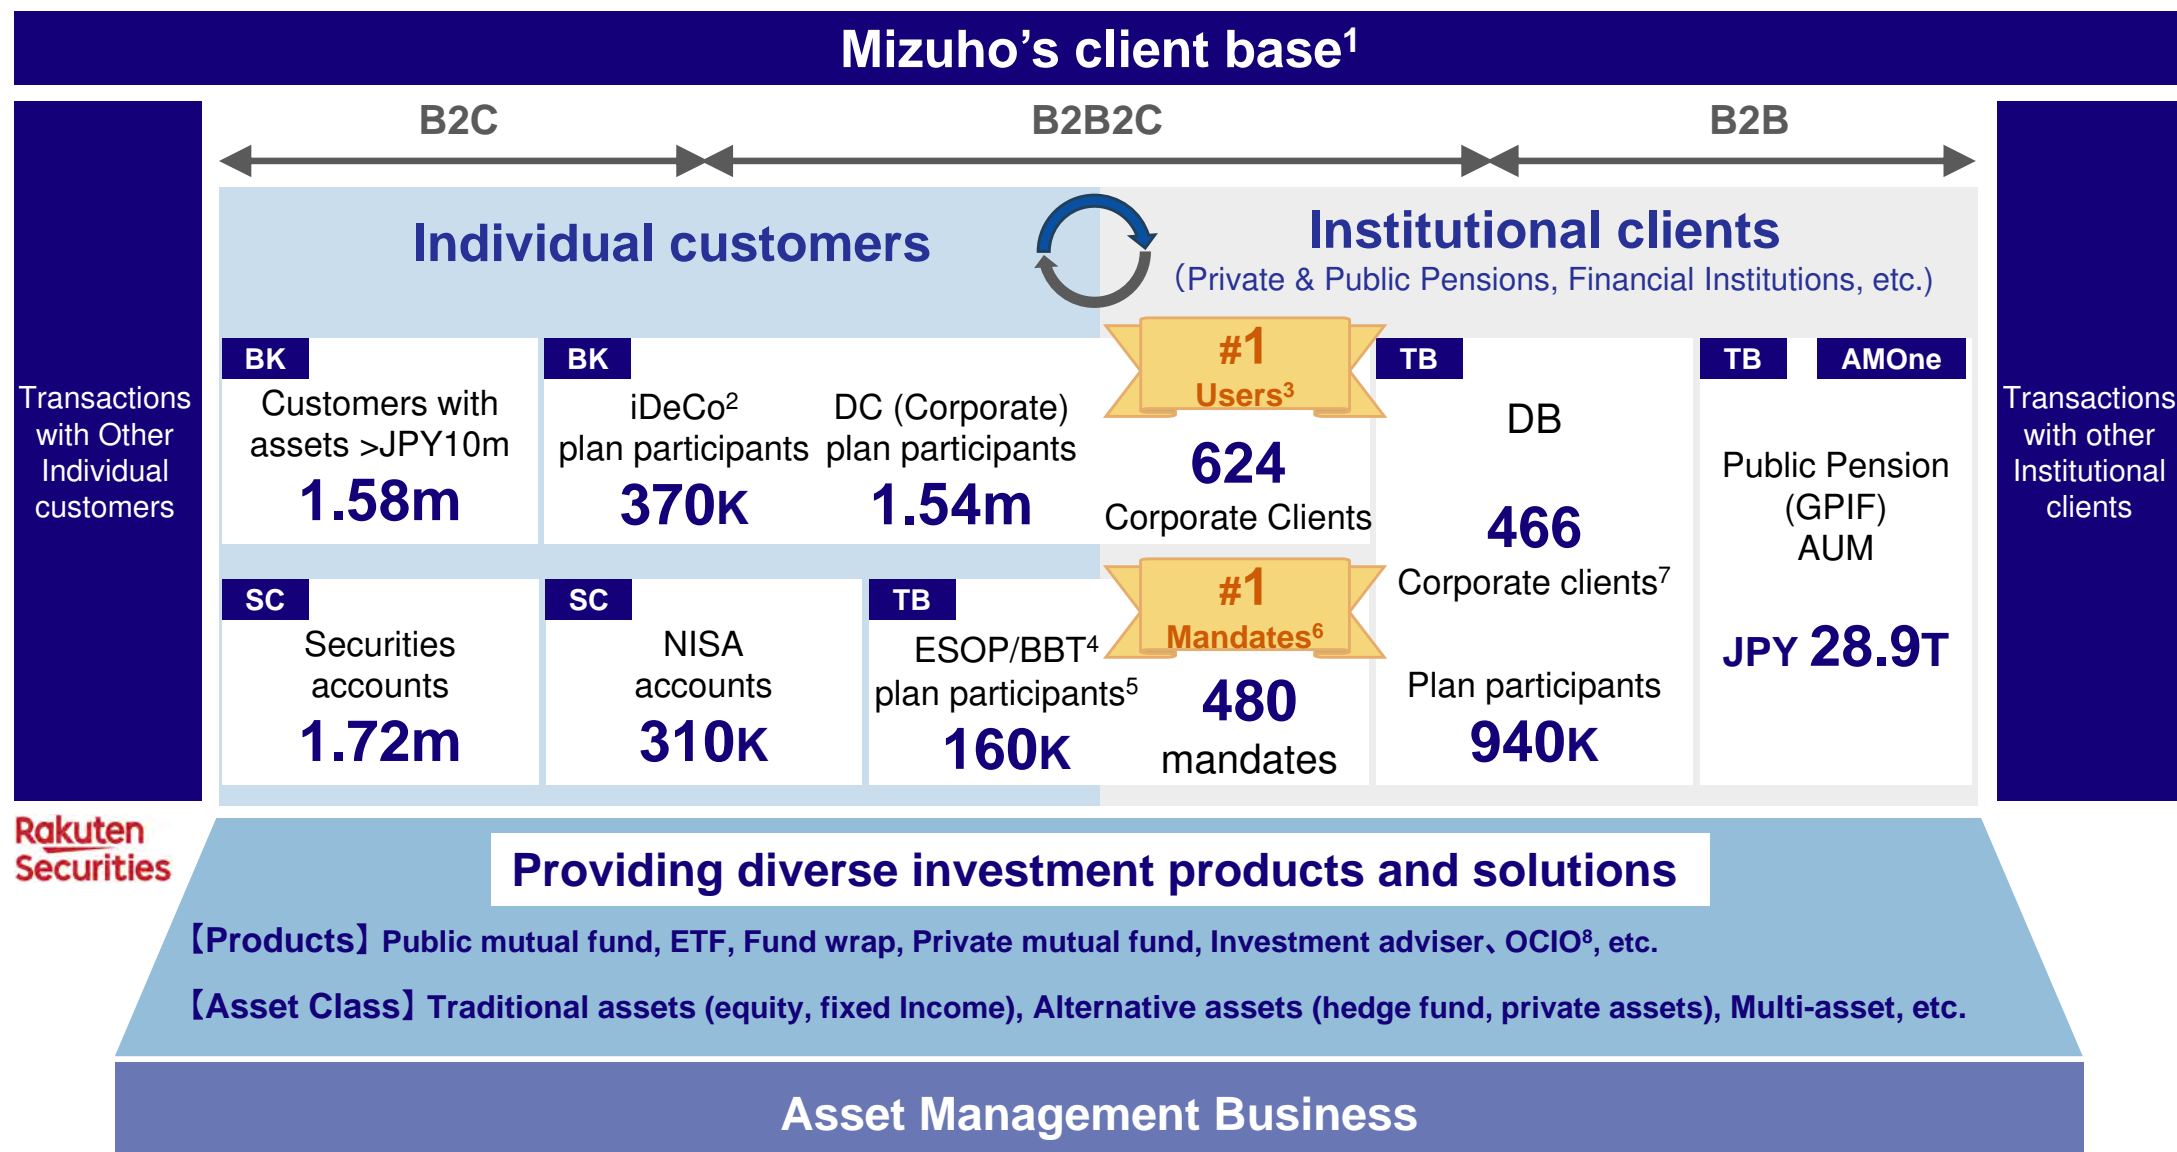 Mizuho’s client base¹
B2C
B2B2C
B2B
Transactions
with Other
Individual
customers
Individual customers
Institutional clients
（Private & Public Pensions, Financial Institutions, etc.)
BK
Customers with
assets >JPY10m
1.58m
BK
iDeCo²
plan participants
370K
DC (Corporate)
plan participants
1.54m
#1
Users³
624
Corporate Clients
SC
Securities
accounts
1.72m
SC
NISA
accounts
310K
TB
ESOP/BBT⁴
plan participants⁵
160K
#1
Mandates⁶
480
mandates
TB
DB
466
Corporate clients⁷
Plan participants
940K
TB
AMOne
Public Pension
(GPIF)
AUM
JPY 28.9T
Transactions
with other
Institutional
clients
Rakuten
Securities
Providing diverse investment products and solutions
【Products】Public mutual fund, ETF, Fund wrap, Private mutual fund, Investment adviser、OCIO⁸, etc.
【Asset Class】Traditional assets (equity, fixed Income), Alternative assets (hedge fund, private assets), Multi-asset, etc.
Asset Management Business